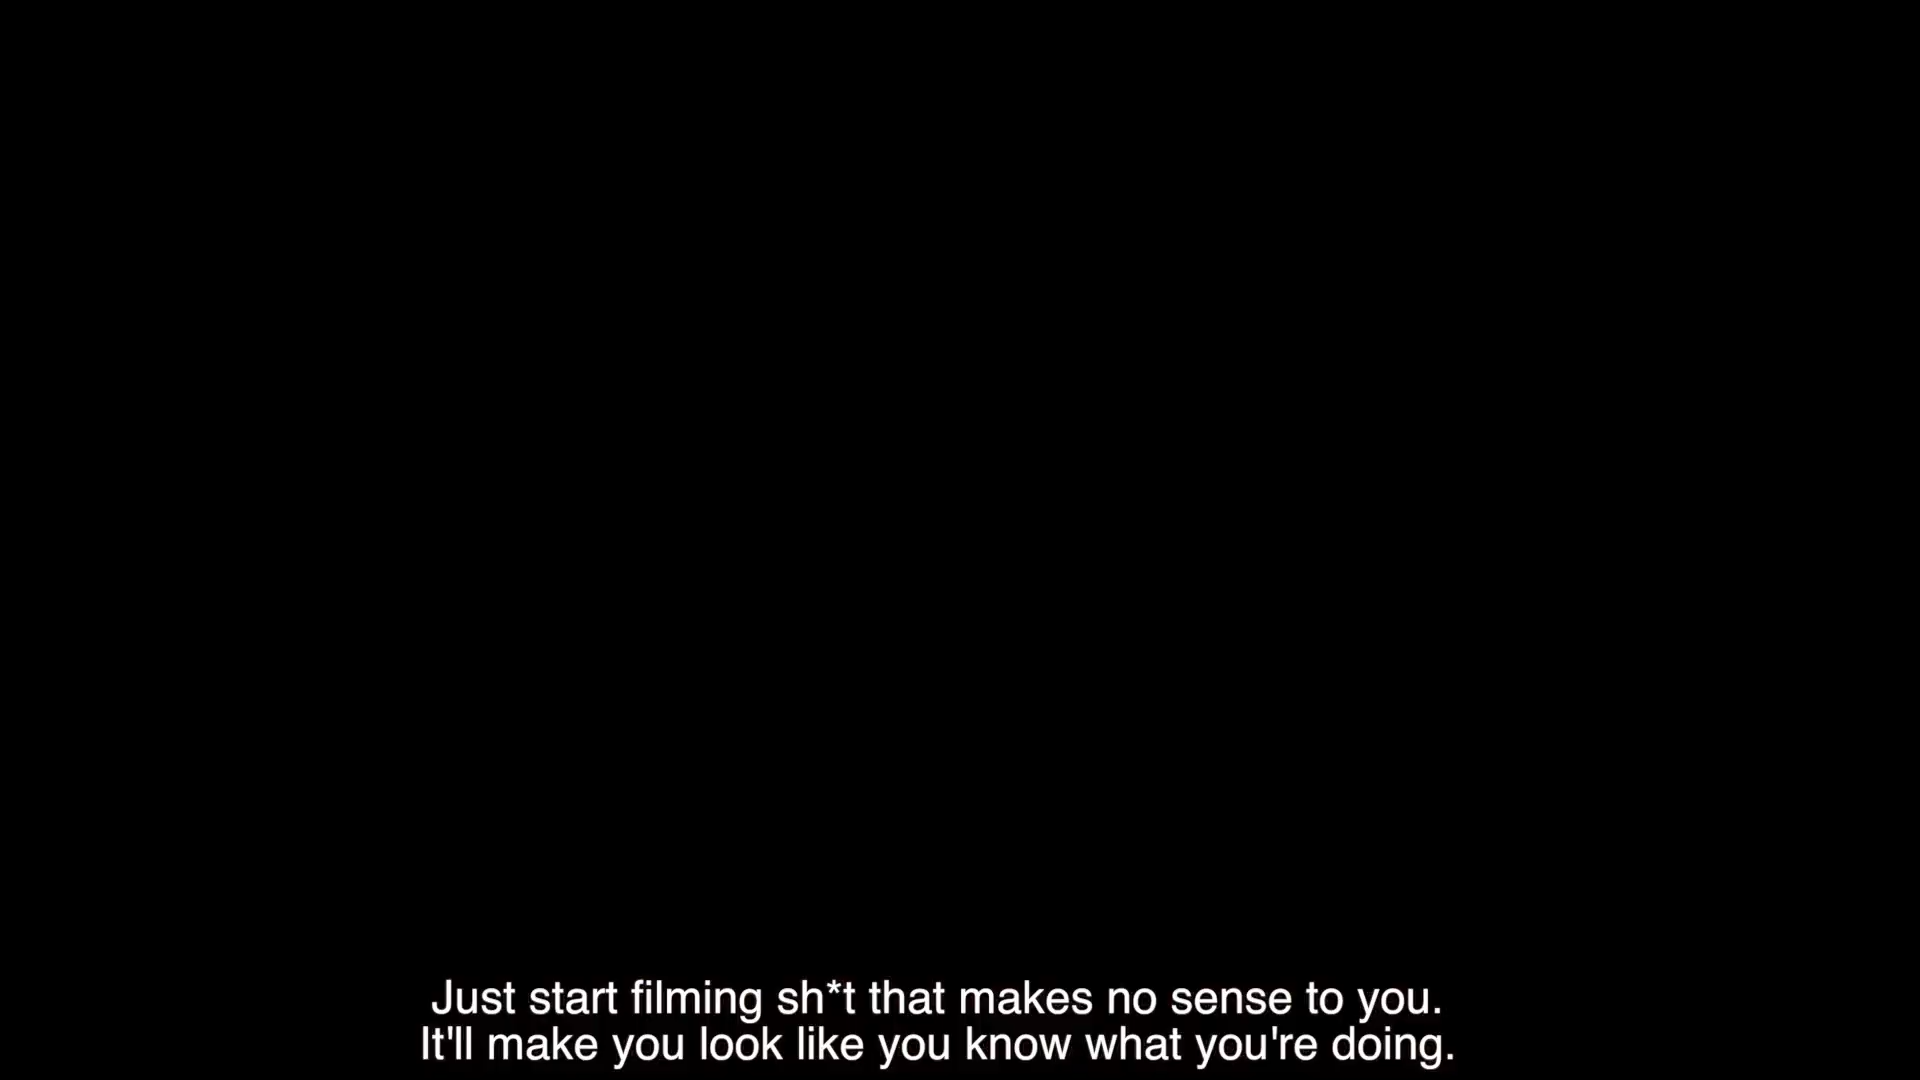 Just start filming sh*t that makes no sense to you.
It'll make you look like you know what you're doing.